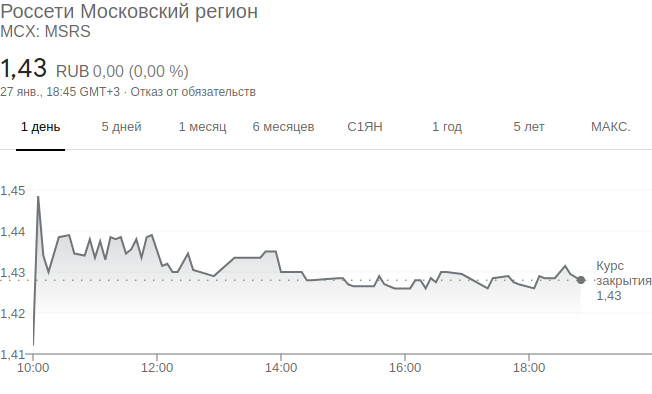 Россети Московский регион
MCX: MSRS
1,43 RUB 0,00 (0,00 %)
27 янв., 18:45 GMT+3 · Отказ от обязательств
1 день 5 дней 1 месяц 6 месяцев С1ЯН 1 год 5 лет МАКС.
1,45
1,44
1,43
1,42
1,41
Курс
закрытия
1,43
10:00 12:00 14:00 16:00 18:00